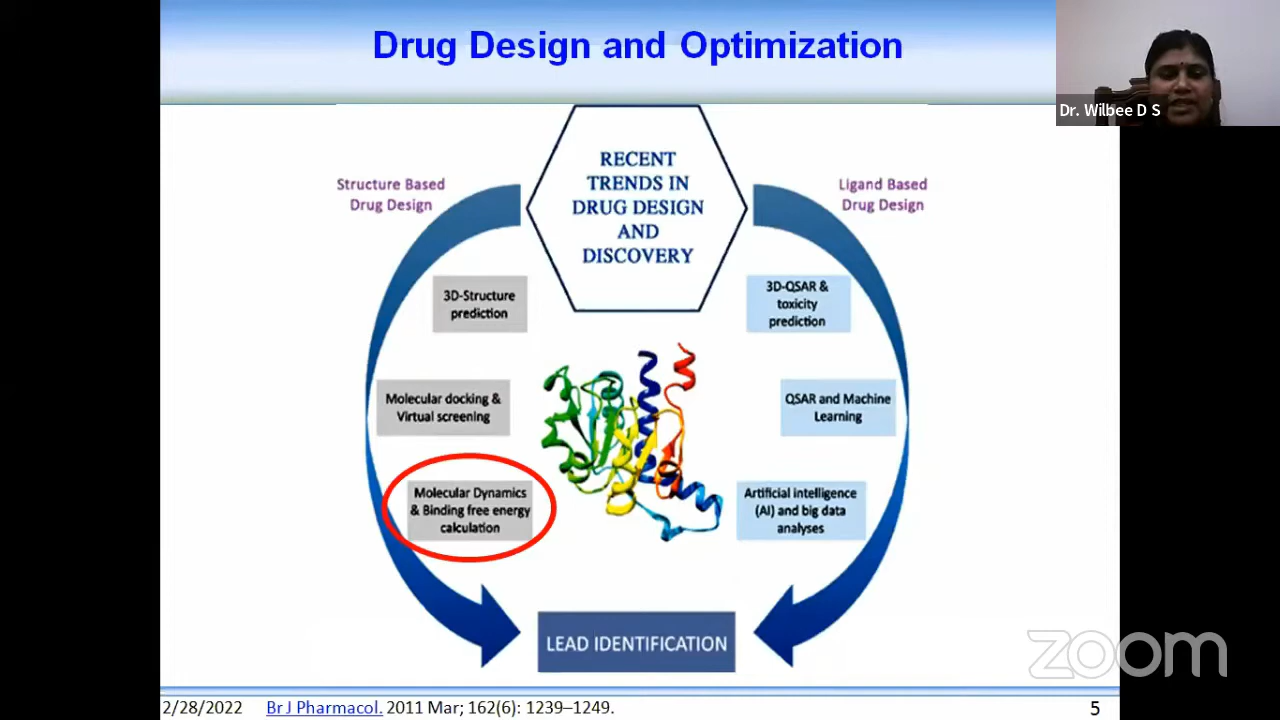 Drug Design and Optimization
Dr. Wilbee D S
RECENT
TRENDS IN
DRUG DESIGN
AND
DISCOVERY
Structure Based
Drug Design
Ligand Based
Drug Design
3D-Structure
prediction
3D-QSAR &
toxicity
prediction
Molecular docking &
Virtual screening
QSAR and Machine
Learning
Molecular Dynamics
& Binding free energy
calculation
Artificial intelligence
(AI) and big data
analyses
LEAD IDENTIFICATION
zoom
2/28/2022
Br J Pharmacol. 2011 Mar; 162(6): 1239–1249.
5